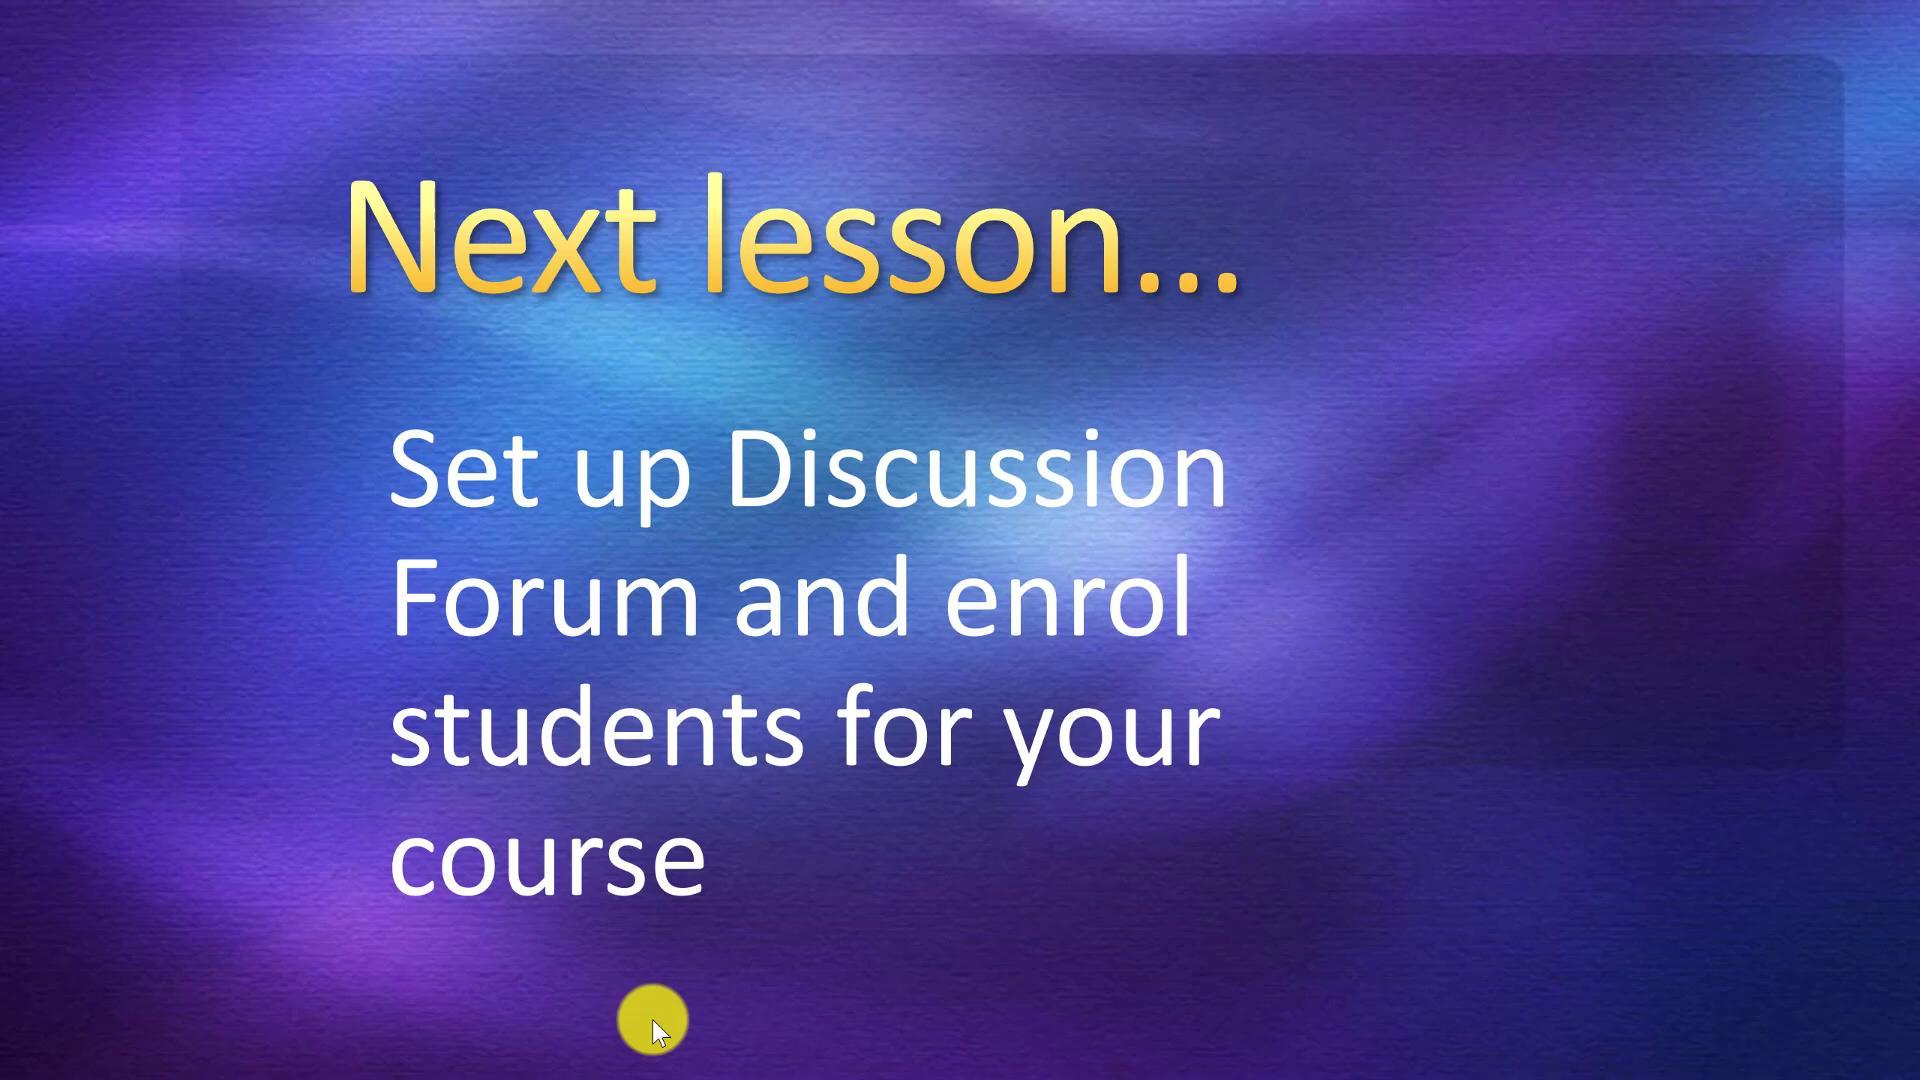 Next lesson...
Set up Discussion
Forum and enrol
students for your
course